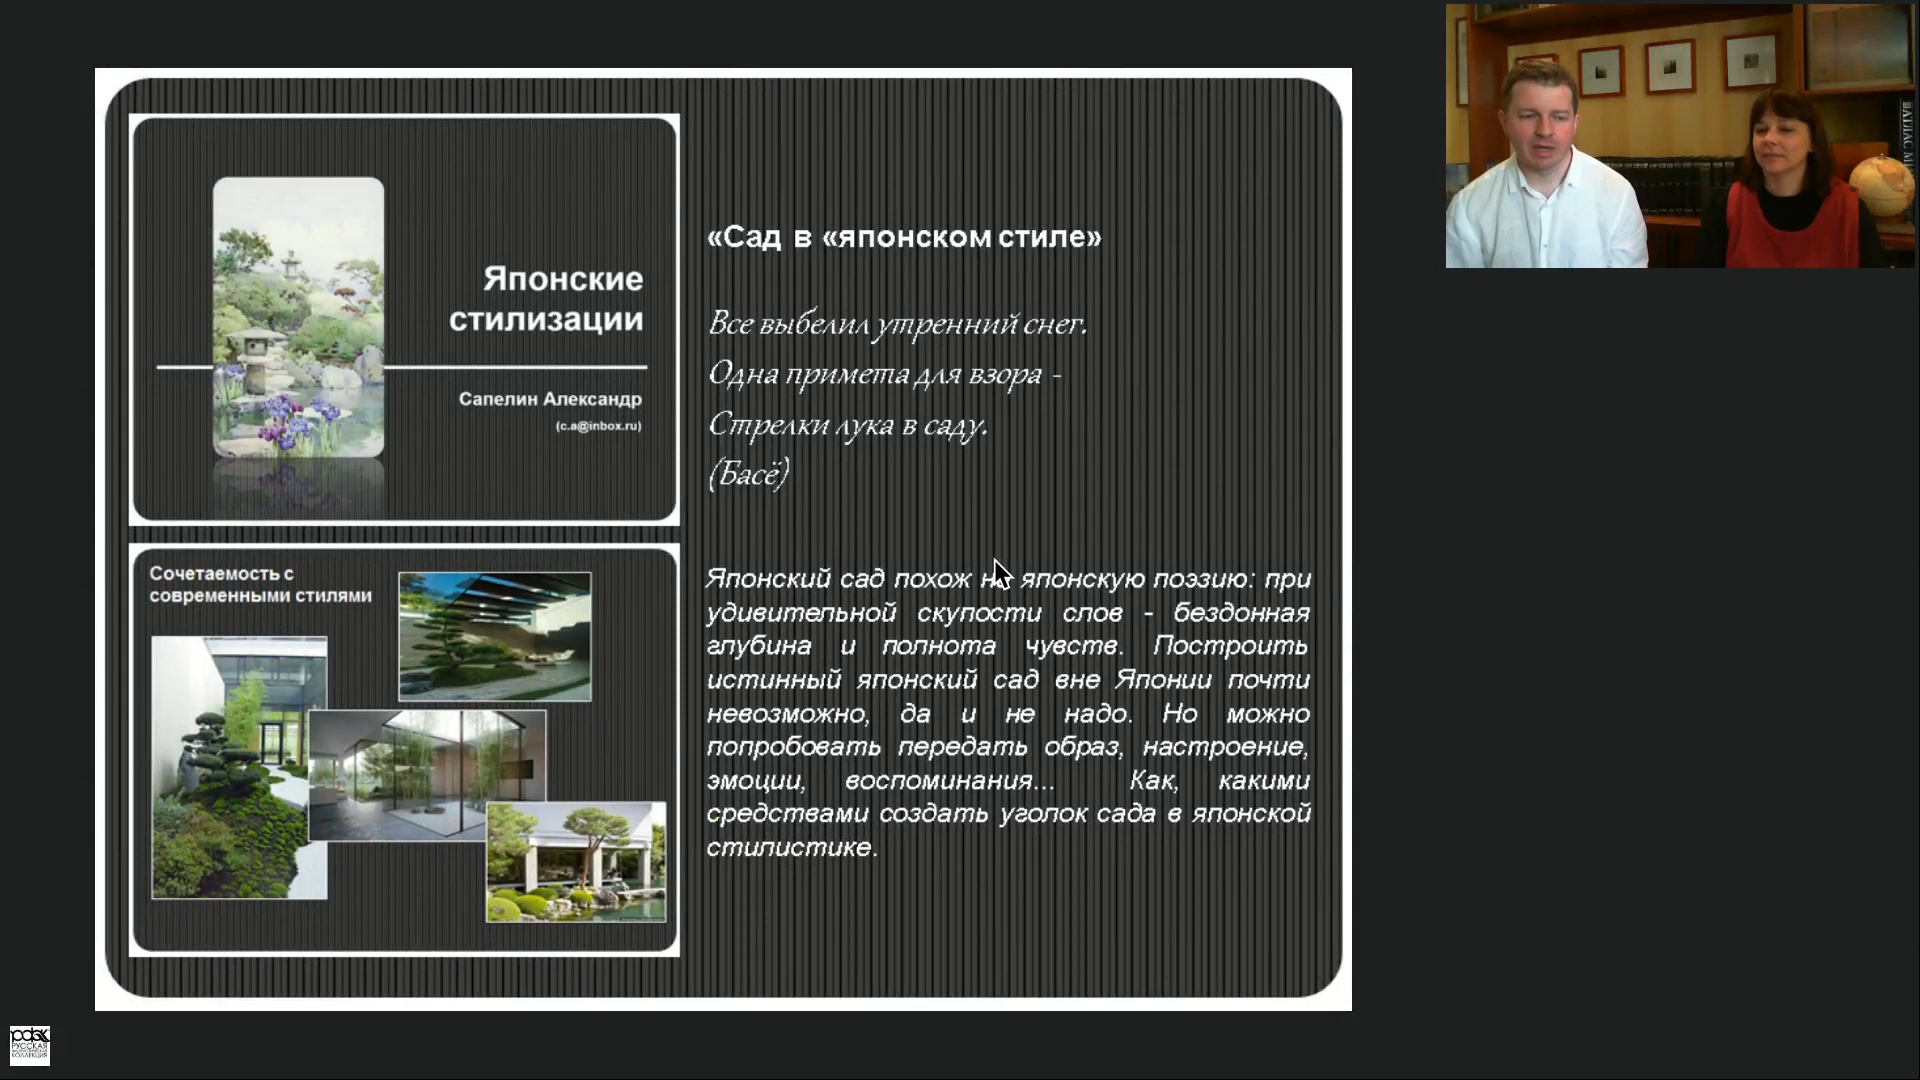 Японские
стилизации
Сапелин Александр
(c.a@inbox.ru)
Сочетаемость с
современными стилями
«Сад в «японском стиле»
Все выбелил утренний снег.
Одна примета для взора -
Стрелки лука в саду.
(Басё)
Японский сад похож на японскую поэзию: при
удивительной скупости слов - бездонная
глубина и полнота чувств. Построить
истинный японский сад вне Японии почти
невозможно, да и не надо. Но можно
попробовать передать образ, настроение,
эмоции, воспоминания... Как, какими
средствами создать уголок сада в японской
стилистике.
АТЛАС
РУССКАЯ
КОЛЛЕКЦИЯ